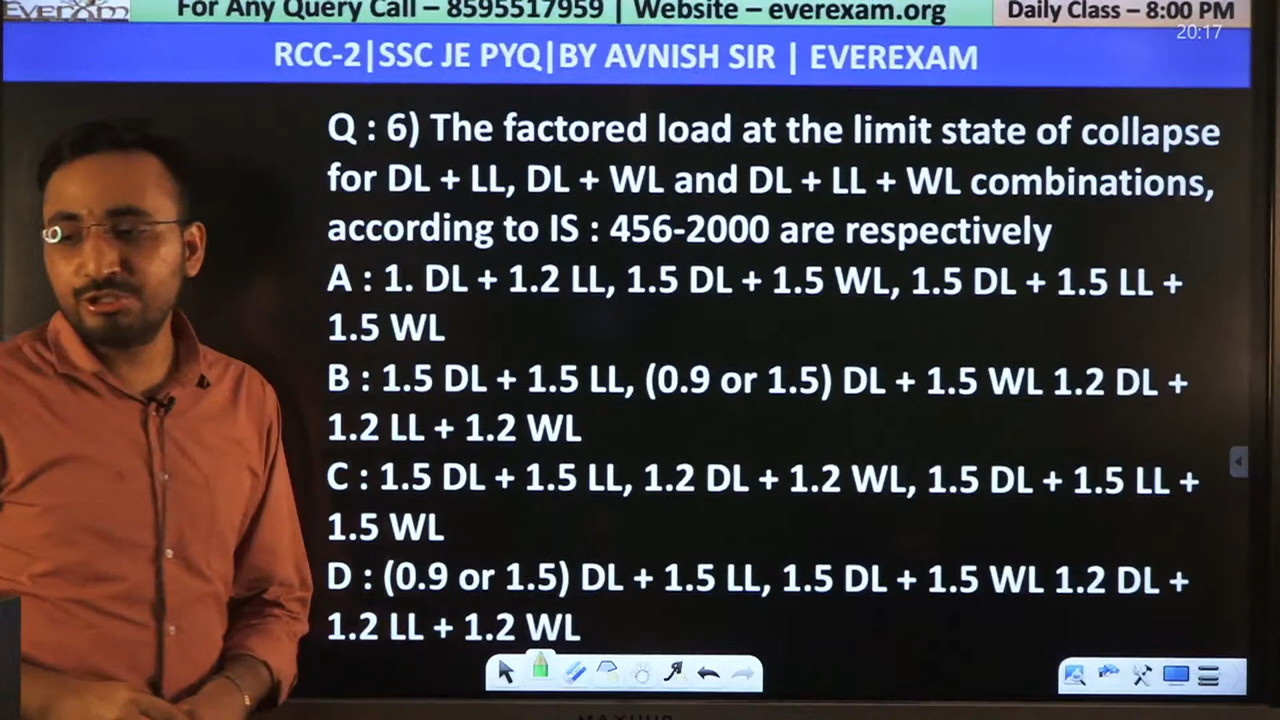 EVEREXAM
For Any Query Call – 8595517959 | Website – everexam.org
Daily Class – 8:00 PM
20:17
RCC-2|SSC JE PYQ|BY AVNISH SIR | EVEREXAM
Q : 6) The factored load at the limit state of collapse
for DL + LL, DL + WL and DL + LL + WL combinations,
according to IS : 456-2000 are respectively
A : 1. DL + 1.2 LL, 1.5 DL + 1.5 WL, 1.5 DL + 1.5 LL +
1.5 WL
B : 1.5 DL + 1.5 LL, (0.9 or 1.5) DL + 1.5 WL 1.2 DL +
1.2 LL + 1.2 WL
C : 1.5 DL + 1.5 LL, 1.2 DL + 1.2 WL, 1.5 DL + 1.5 LL +
1.5 WL
D : (0.9 or 1.5) DL + 1.5 LL, 1.5 DL + 1.5 WL 1.2 DL +
1.2 LL + 1.2 WL